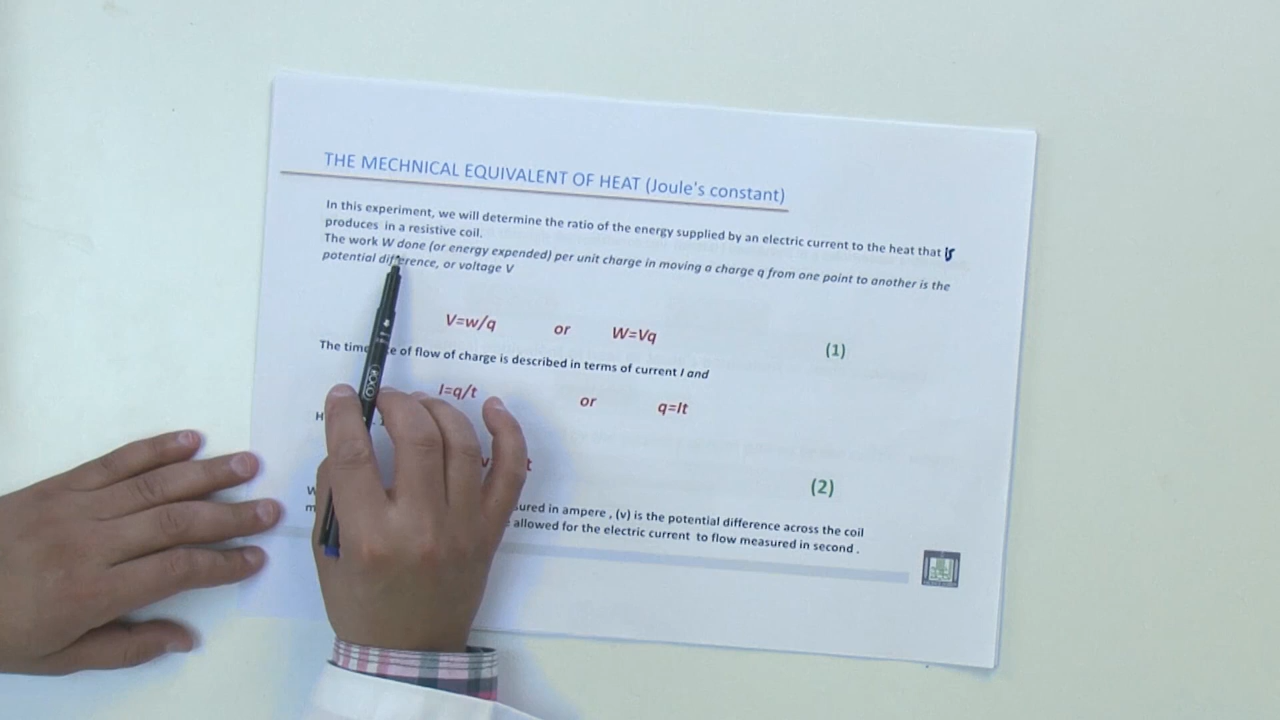 THE MECHNICAL EQUIVALENT OF HEAT (Joule's constant)
In this experiment, we will determine the ratio of the energy supplied by an electric current to the heat that is
produces in a resistive coil.
The work W done (or energy expended) per unit charge in moving a charge q from one point to another is the
potential difference, or voltage V
V=w/q or W=Vq (1)
The time of flow of charge is described in terms of current I and
I=q/t or q=It
(2)
ured in ampere , (v) is the potential difference across the coil
allowed for the electric current to flow measured in second .